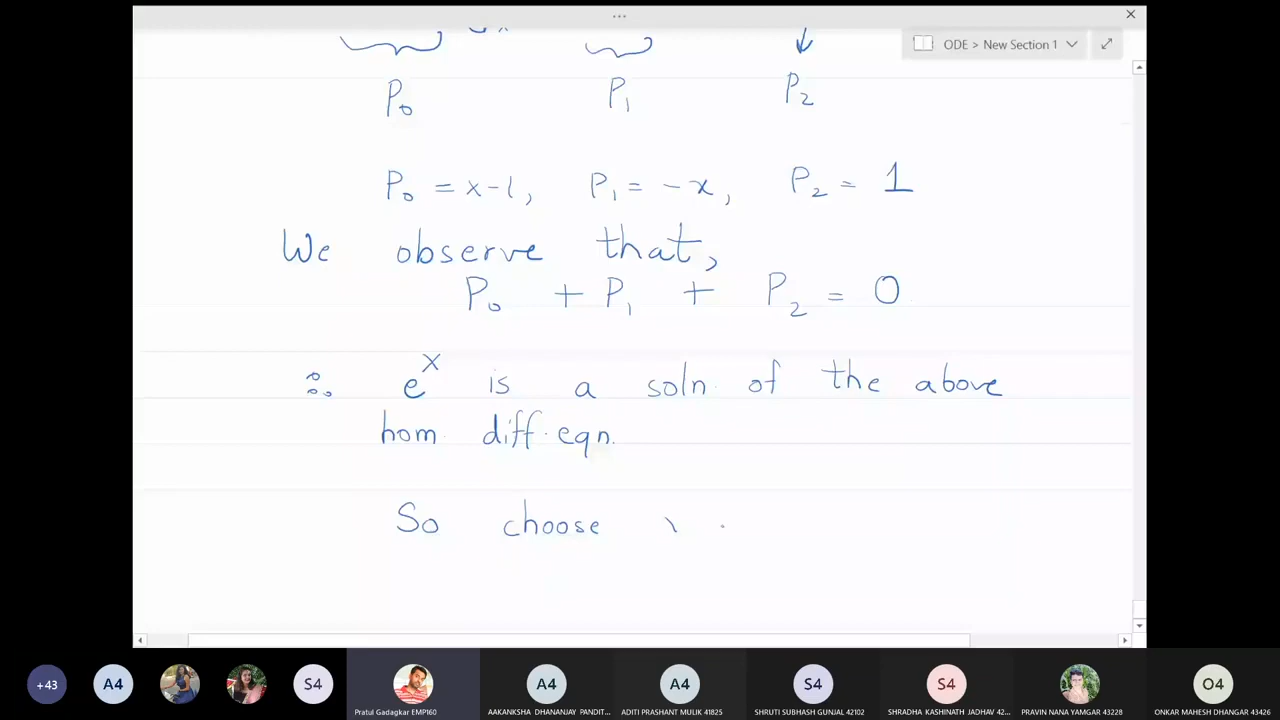 ...
ODE > New Section 1
P₀ P₁ P₂
P₀ = x-1, P₁ = -x, P₂ = 1
We observe that,
P₀ + P₁ + P₂ = 0
∴ eˣ is a soln. of the above
hom. diff. eqn.
So choose
+43 A4 S4 A4 A4 S4 S4 O4
Pratul Gadagkar EMP160 AAKANKSHA DHANANJAY PANDIT... ADITI PRASHANT MULIK 41825 SHRUTI SUBHASH GUNJAL 42102 SHRADHA KASHINATH JADHAV 42... PRAVIN NANA YAMGAR 43228 ONKAR MAHESH DHANGAR 43426